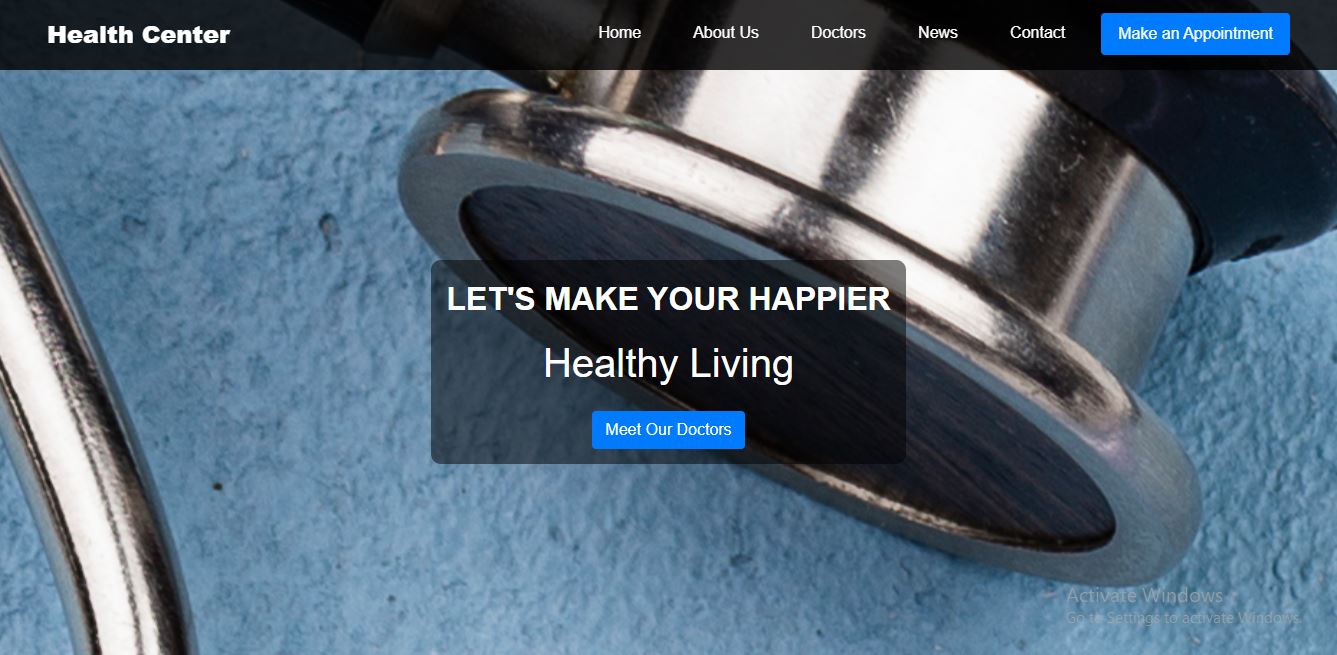 Health Center
Home
About Us
Doctors
News
Contact
Make an Appointment
LET'S MAKE YOUR HAPPIER
Healthy Living
Meet Our Doctors
Activate Windows
Go to Settings to activate Windows.